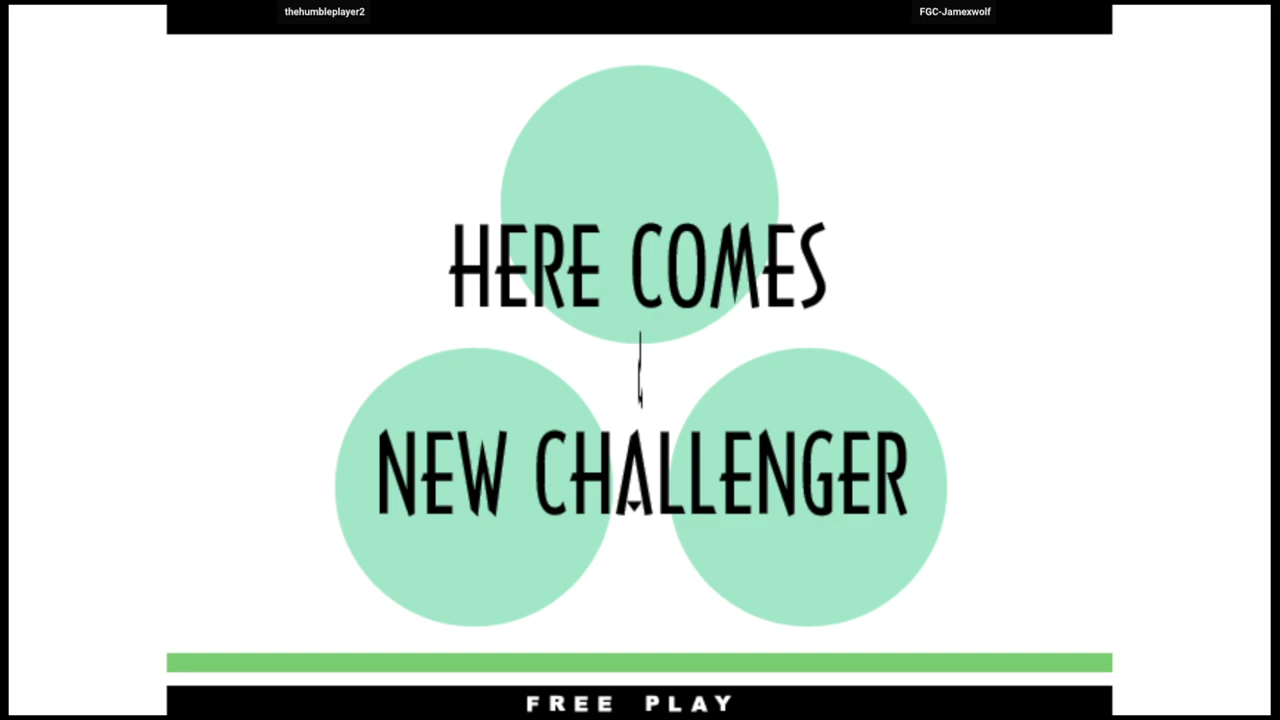 thehumbleplayer2
FGC-Jamexwolf
HERE COMES
NEW CHALLENGER
FREE PLAY